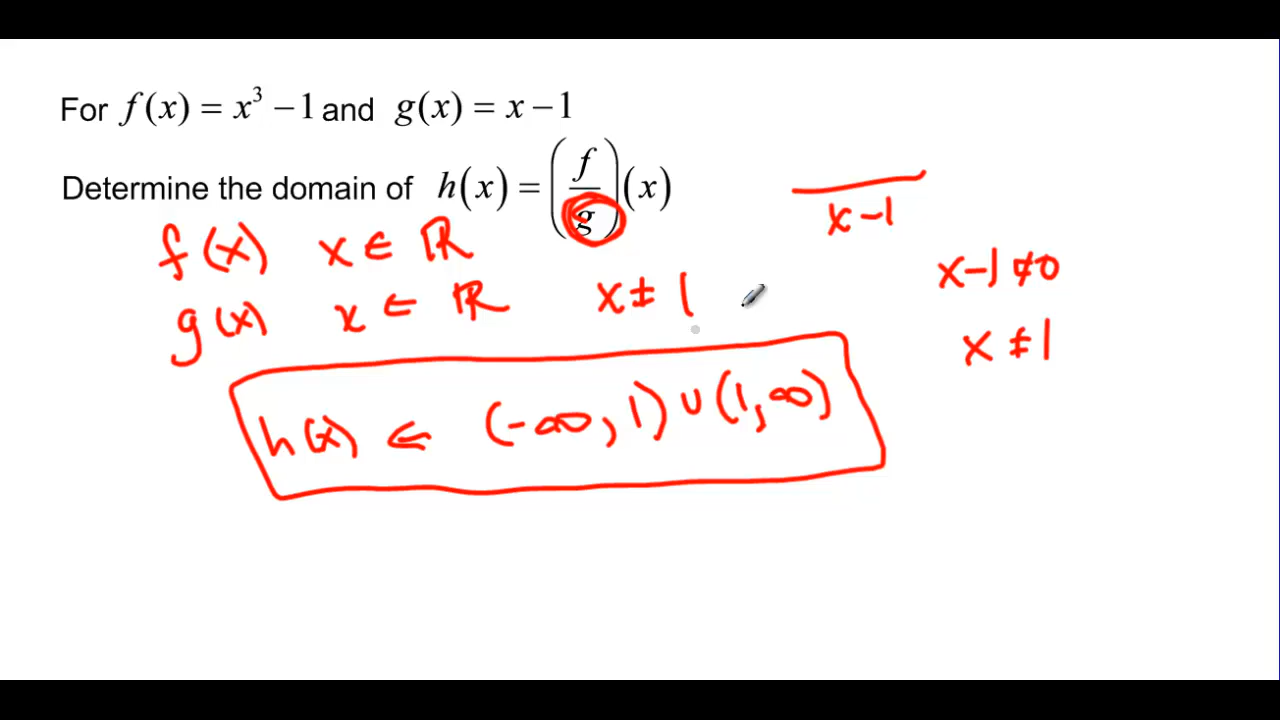 For f(x) = x³ − 1 and g(x) = x − 1
Determine the domain of h(x) = (f/g)(x)
x − 1
f(x) x ∈ ℝ
x − 1 ≠ 0
g(x) x ∈ ℝ x ≠ 1
x ≠ 1
h(x) ∈ (−∞, 1) ∪ (1, ∞)